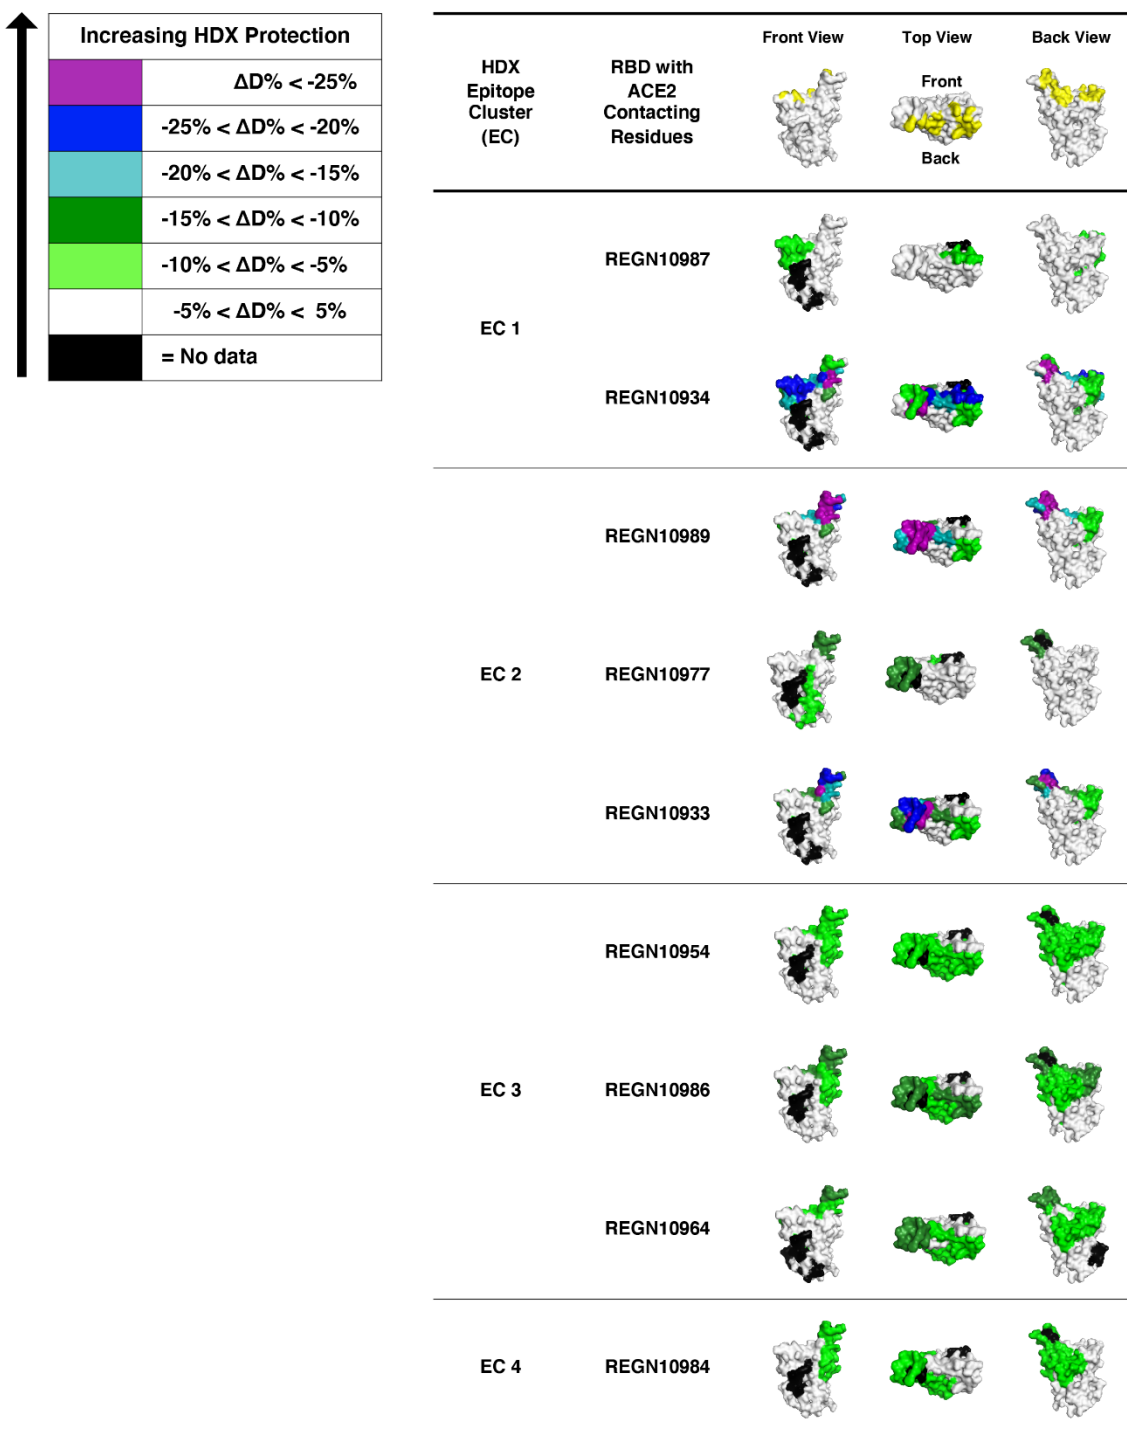 Increasing HDX Protection
ΔD% < -25%
-25% < ΔD% < -20%
-20% < ΔD% < -15%
-15% < ΔD% < -10%
-10% < ΔD% < -5%
-5% < ΔD% < 5%
= No data
HDX
Epitope
Cluster
(EC)
RBD with
ACE2
Contacting
Residues
Front View
Top View
Back View
Front
Back
EC 1
REGN10987
REGN10934
EC 2
REGN10989
REGN10977
REGN10933
EC 3
REGN10954
REGN10986
REGN10964
EC 4
REGN10984